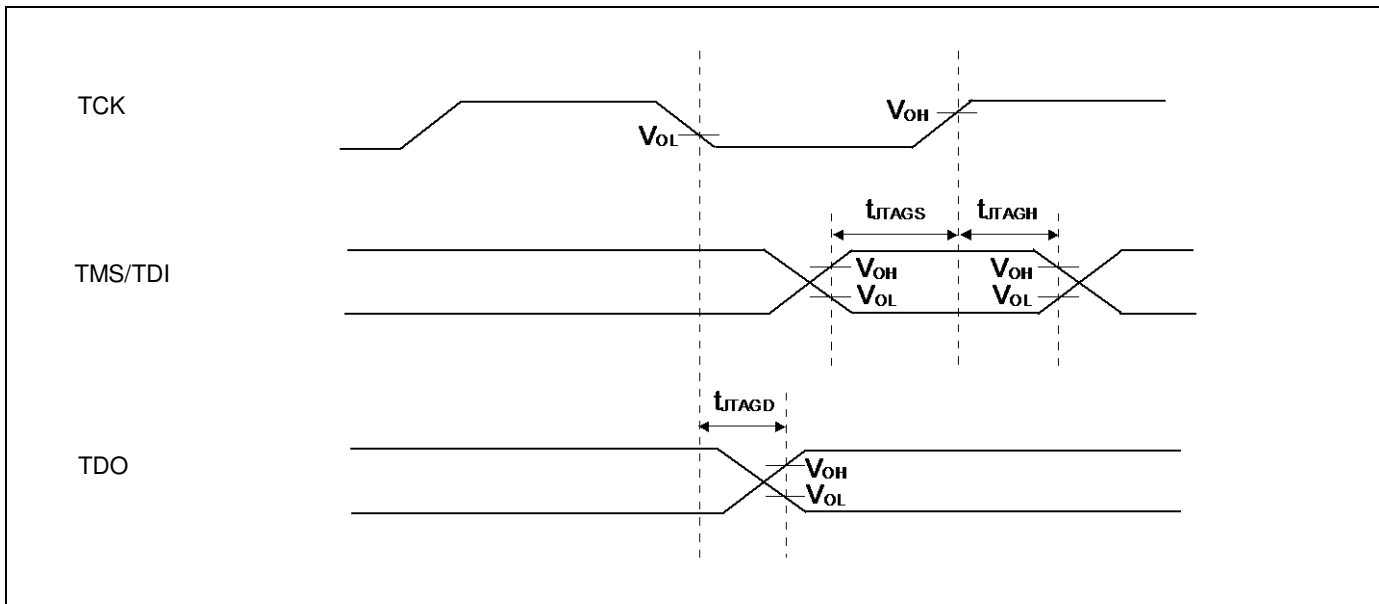 TCK
VOL
VOH
tJTAGS
tJTAGH
TMS/TDI
VOH
VOL
VOH
VOL
tJTAGD
TDO
VOH
VOL